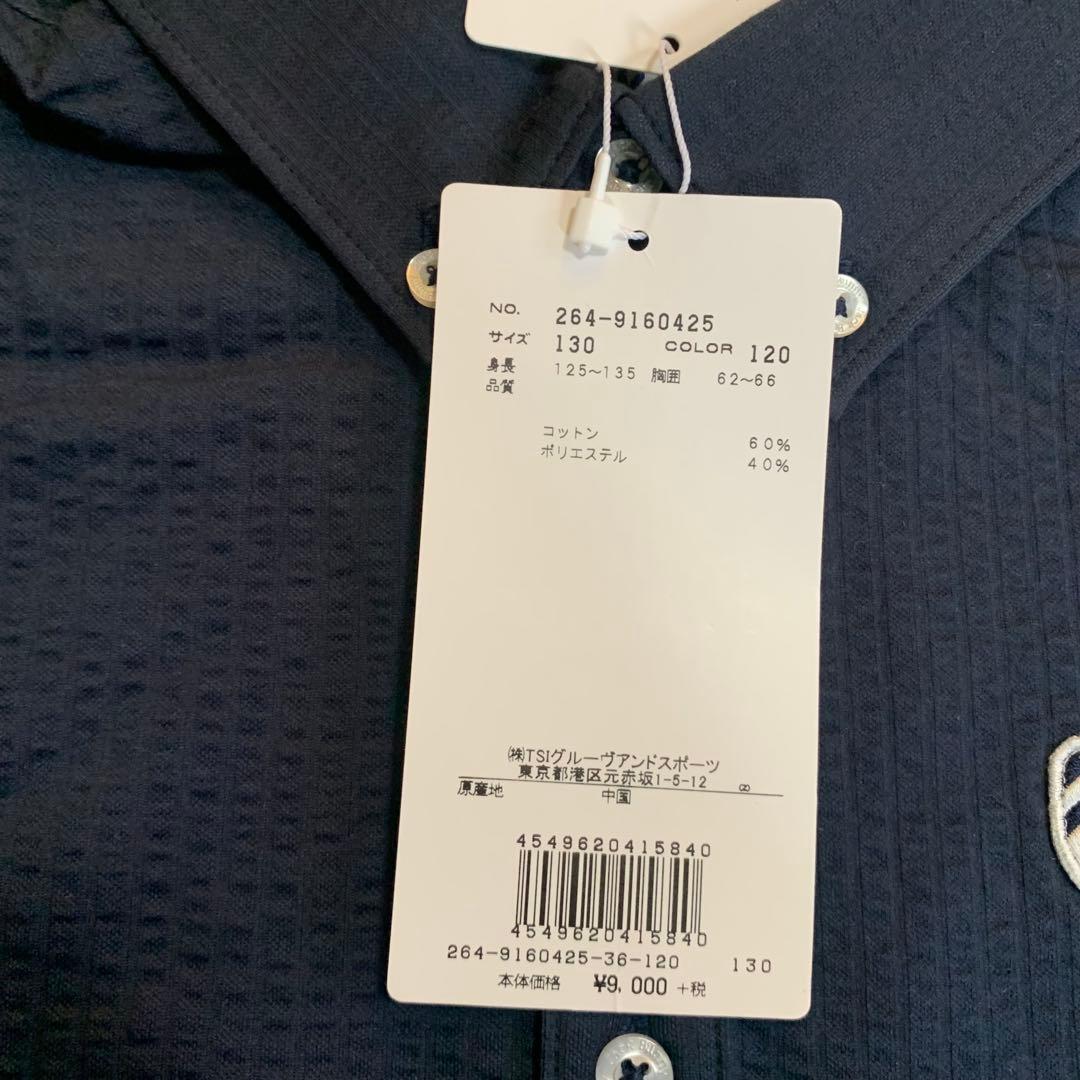 NO. 264-9160425
サイズ 130 COLOR 120
身長 125~135 胸囲 62~66
品質
コットン 60%
ポリエステル 40%
㈱TSIグルーヴアンドスポーツ
東京都港区元赤坂1-5-12
原産地 中国
4549620415840
4549620415840
264-9160425-36-120 130
本体価格 ¥9,000 +税